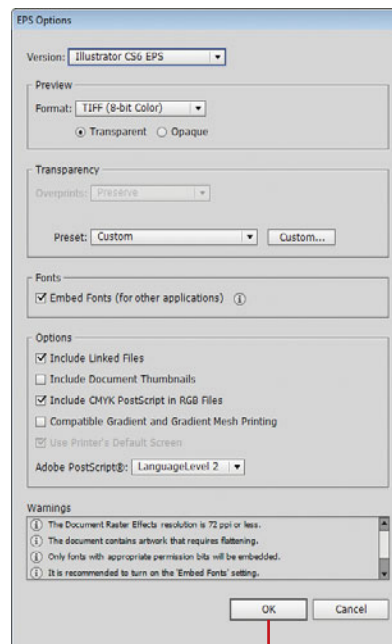 EPS Options
Version: Illustrator CS6 EPS
Preview
Format: TIFF (8-bit Color)
Transparent Opaque
Transparency
Overprints: Preserve
Preset: Custom Custom...
Fonts
Embed Fonts (for other applications)
Options
Include Linked Files
Include Document Thumbnails
Include CMYK PostScript in RGB Files
Compatible Gradient and Gradient Mesh Printing
Use Printer's Default Screen
Adobe PostScript®: LanguageLevel 2
Warnings
The Document Raster Effects resolution is 72 ppi or less.
The document contains artwork that requires flattening.
Only fonts with appropriate permission bits will be embedded.
It is recommended to turn on the 'Embed Fonts' setting.
OK Cancel